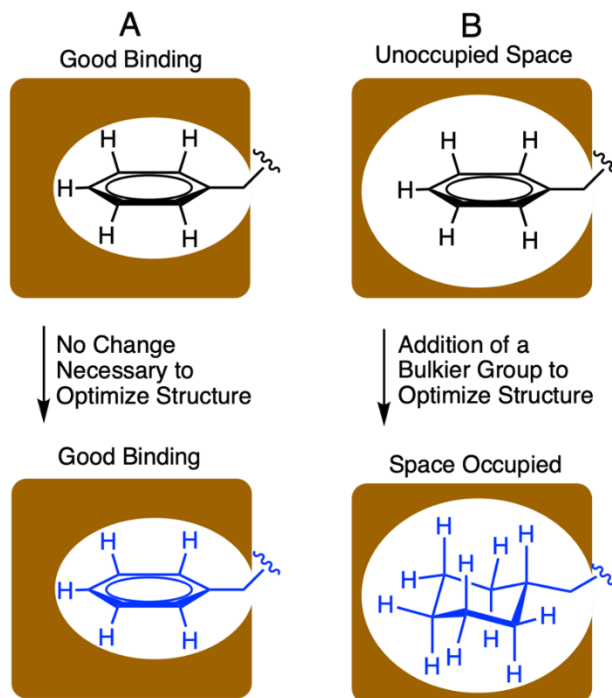 A
Good Binding
H H
H
H H
No Change
Necessary to
Optimize Structure
Good Binding
H H
H
H H
B
Unoccupied Space
H H
H
H H
Addition of a
Bulkier Group to
Optimize Structure
Space Occupied
H H
H H
H H
H H
H H